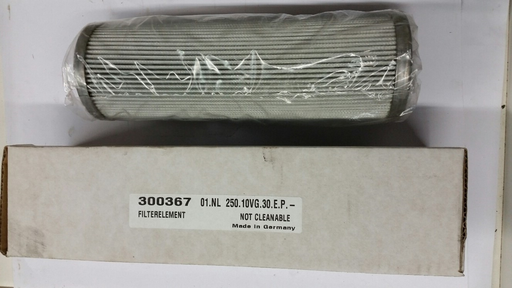 300367 01.NL 250.10VG.30.E.P.-
FILTERELEMENT NOT CLEANABLE
Made in Germany